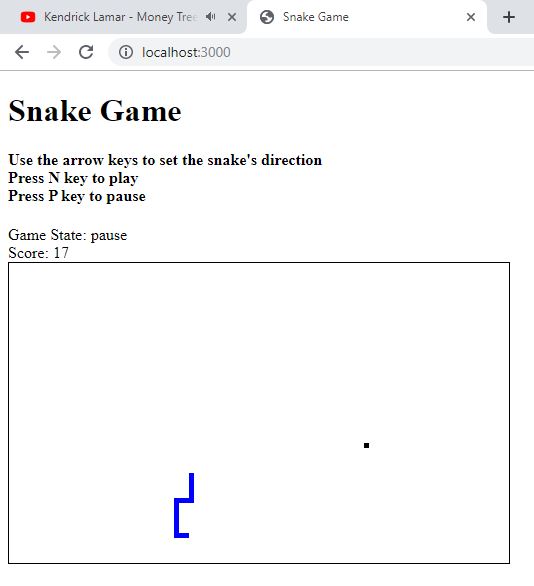 Kendrick Lamar - Money Tree
Snake Game
localhost:3000
Snake Game
Use the arrow keys to set the snake's direction
Press N key to play
Press P key to pause
Game State: pause
Score: 17